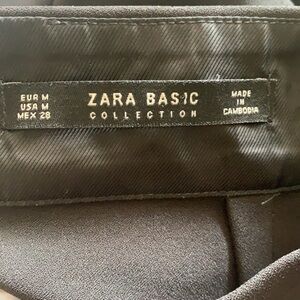 EUR M
USA M
MEX 28
ZARA BASIC
COLLECTION
MADE
IN
CAMBODIA